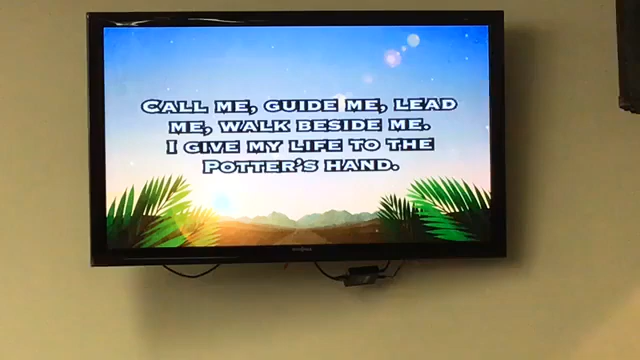 CALL ME, GUIDE ME, LEAD
ME, WALK BESIDE ME.
I GIVE MY LIFE TO THE
POTTER'S HAND.